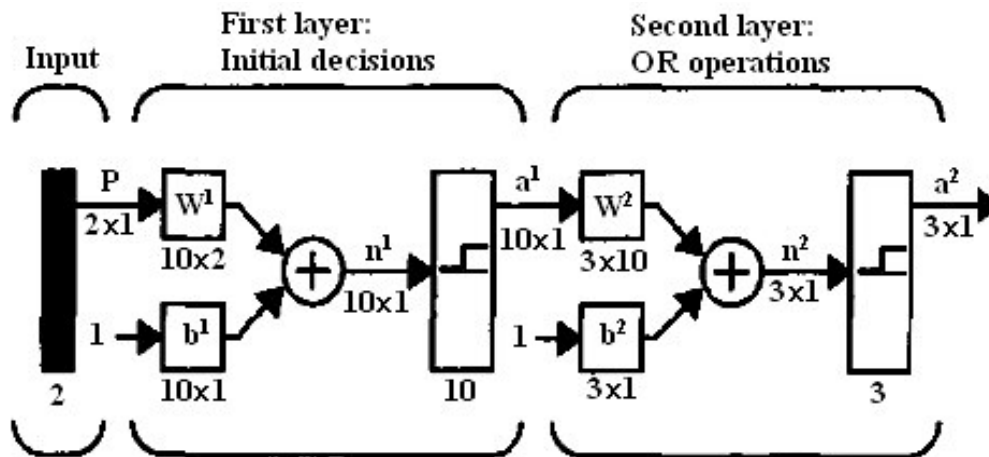 Input
First layer:
Initial decisions
Second layer:
OR operations
P
2x1
W¹
10x2
1
b¹
10x1
n¹
10x1
a¹
10x1
W²
3x10
1
b²
3x1
n²
3x1
a²
3x1
2
10
3